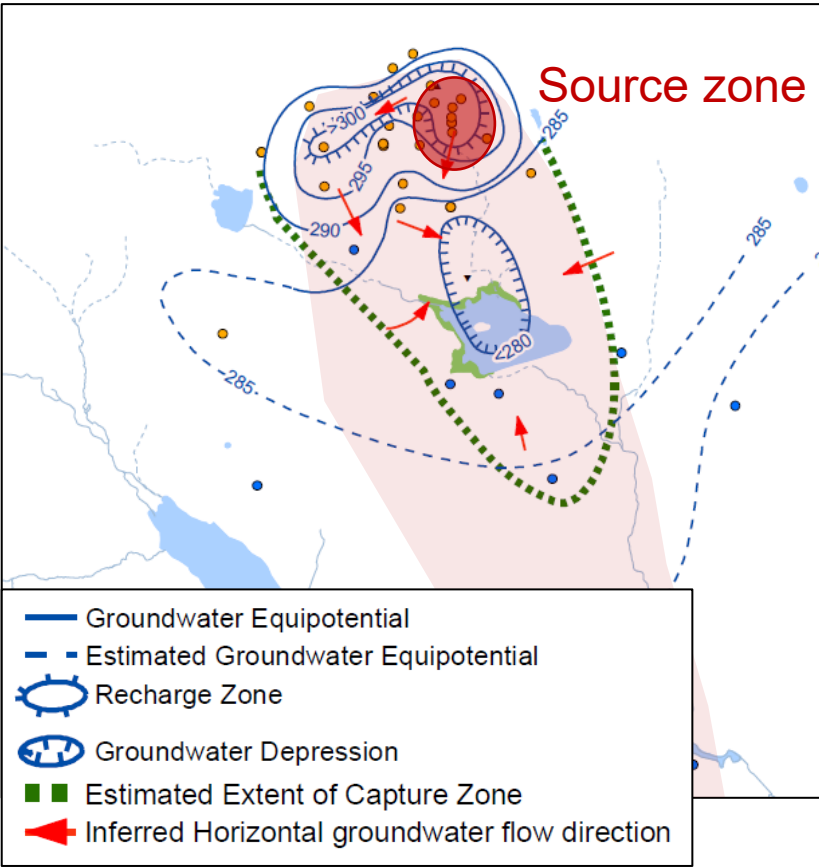 Source zone
>300
285
295
290
285
<280
-285-
Groundwater Equipotential
Estimated Groundwater Equipotential
Recharge Zone
Groundwater Depression
Estimated Extent of Capture Zone
Inferred Horizontal groundwater flow direction